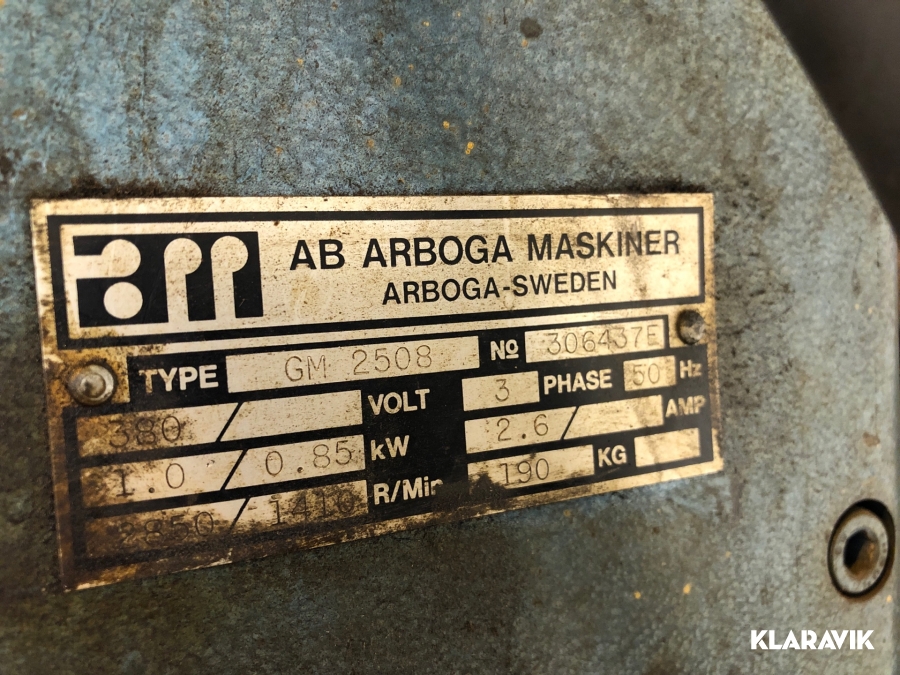 am AB ARBOGA MASKINER
ARBOGA-SWEDEN
TYPE GM 2508 Nº 306437E
380 / VOLT 3 PHASE 50 Hz
1.0 / 0.85 kW 2.6 / AMP
2850 / 1410 R/Min 190 KG
KLARAVIK